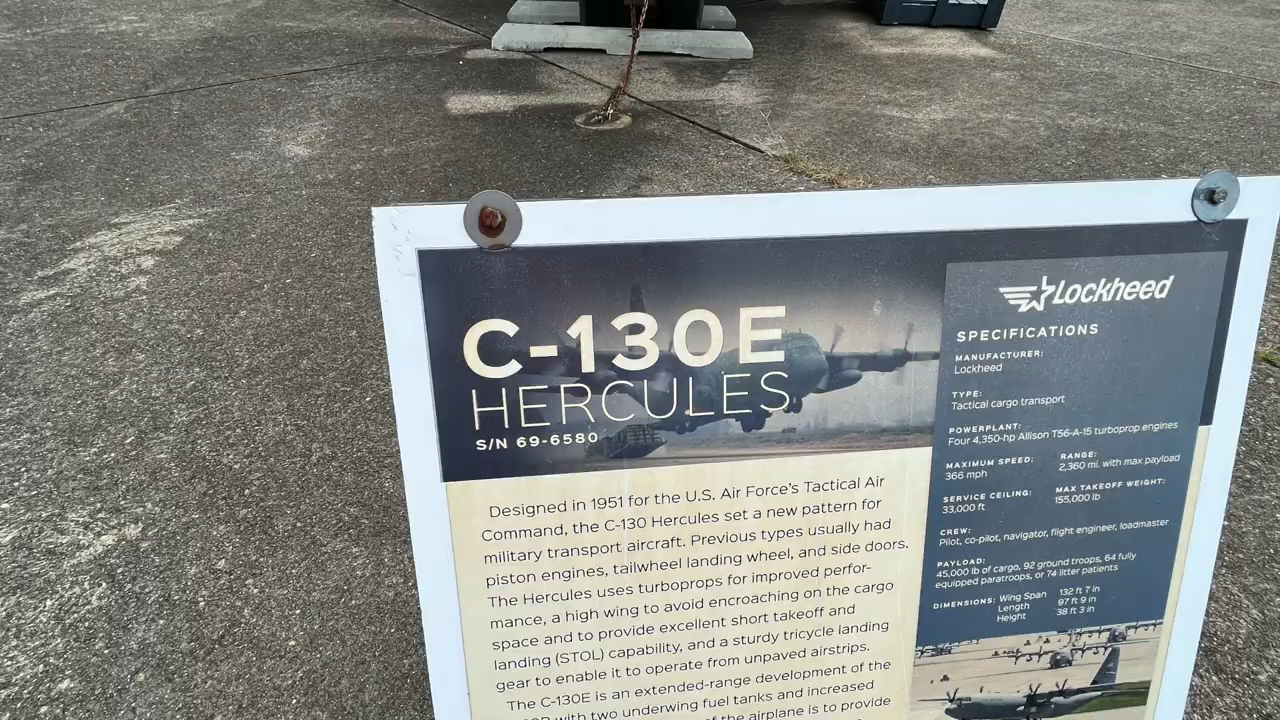 C-130E
HERCULES
S/N 69-6580
Designed in 1951 for the U.S. Air Force's Tactical Air
Command, the C-130 Hercules set a new pattern for
military transport aircraft. Previous types usually had
piston engines, tailwheel landing wheel, and side doors.
The Hercules uses turboprops for improved perfor-
mance, a high wing to avoid encroaching on the cargo
space and to provide excellent short takeoff and
landing (STOL) capability, and a sturdy tricycle landing
gear to enable it to operate from unpaved airstrips.
The C-130E is an extended-range development of the
with two underwing fuel tanks and increased
of the airplane is to provide
Lockheed
SPECIFICATIONS
MANUFACTURER:
Lockheed
TYPE:
Tactical cargo transport
POWERPLANT:
Four 4,350-hp Allison T56-A-15 turboprop engines
MAXIMUM SPEED:
366 mph
RANGE:
2,360 mi. with max payload
SERVICE CEILING:
33,000 ft
MAX TAKEOFF WEIGHT:
155,000 lb
CREW:
Pilot, co-pilot, navigator, flight engineer, loadmaster
PAYLOAD:
45,000 lb of cargo, 92 ground troops, 64 fully
equipped paratroops, or 74 litter patients
DIMENSIONS: Wing Span 132 ft 7 in
Length 97 ft 9 in
Height 38 ft 3 in